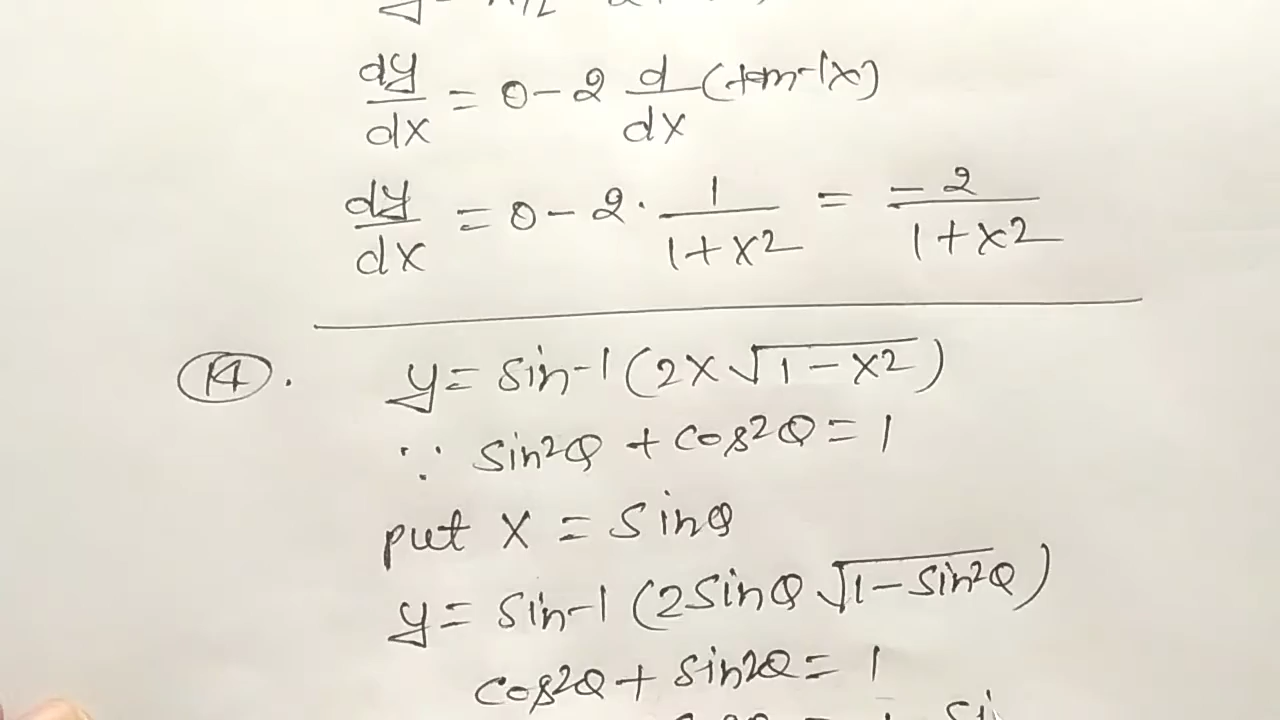 dy/dx = 0 - 2 d/dx (tan-1x)
dy/dx = 0 - 2 · 1/(1+x2) = -2/(1+x2)
14. y = sin-1 (2x√(1-x2))
∵ sin²θ + cos²θ = 1
put x = sinθ
y = sin-1 (2sinθ √(1-sin²θ))
cos²θ + sin2θ = 1